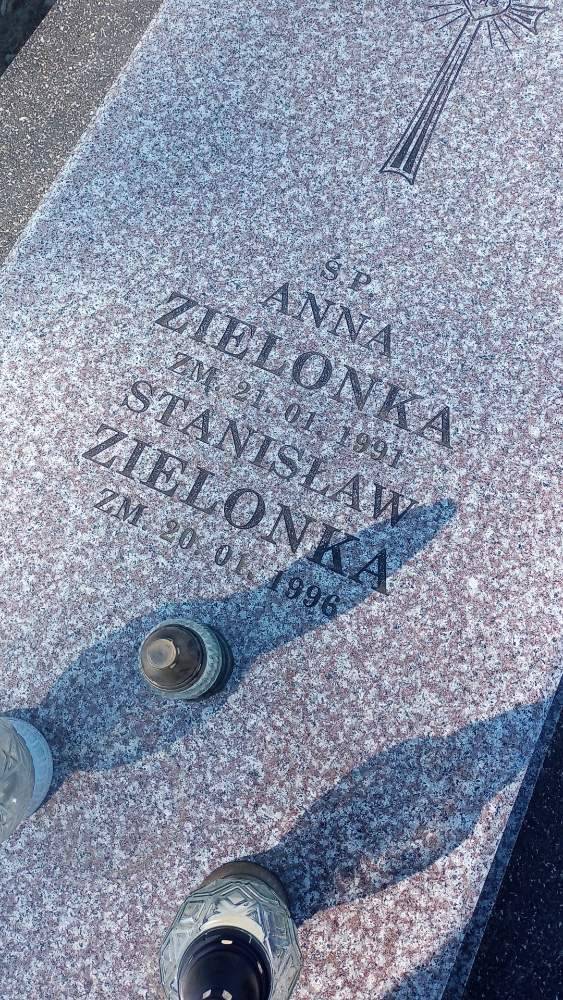 Ś P.
ANNA
ZIELONKA
ZM. 21. 01. 1991
STANISŁAW
ZIELONKA
ZM. 20. 01. 1996